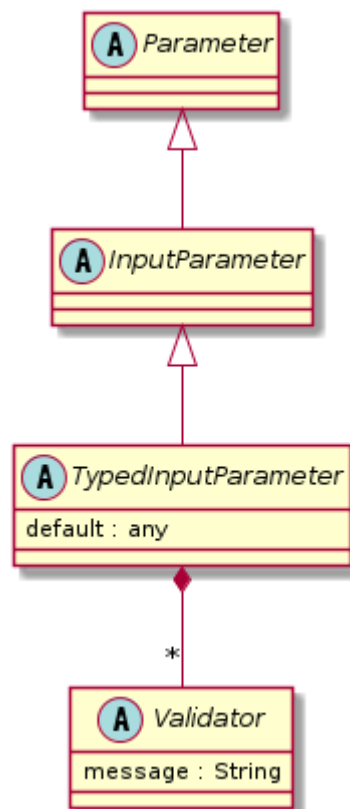 A Parameter
A InputParameter
A TypedInputParameter
default : any
*
A Validator
message : String